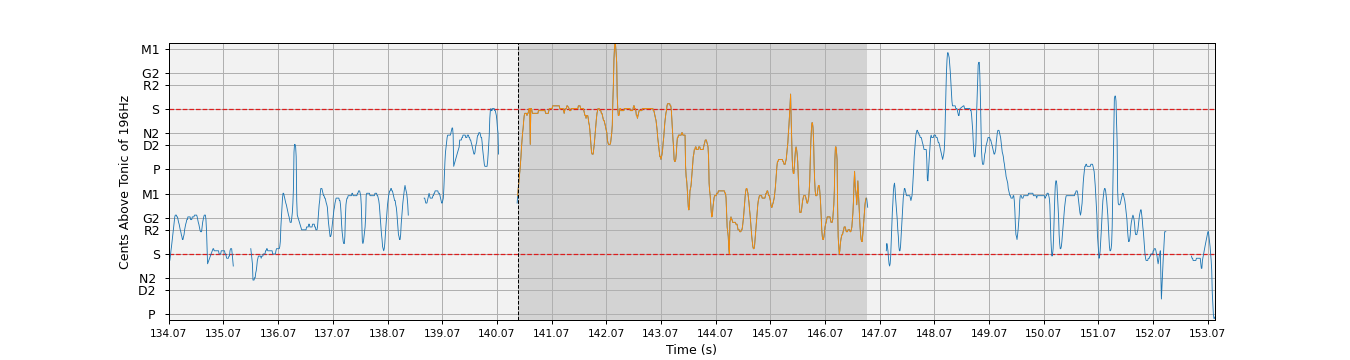 Cents Above Tonic of 196Hz
M1
G2
R2
S
N2
D2
P
M1
G2
R2
S
N2
D2
P
134.07 135.07 136.07 137.07 138.07 139.07 140.07 141.07 142.07 143.07 144.07 145.07 146.07 147.07 148.07 149.07 150.07 151.07 152.07 153.07
Time (s)